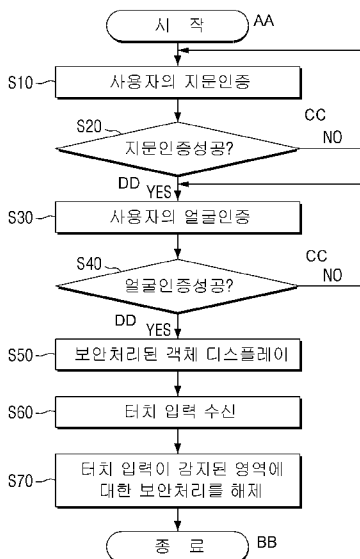 시 작
AA
S10
사용자의 지문인증
S20
지문인증성공?
CC
NO
DD
YES
S30
사용자의 얼굴인증
S40
얼굴인증성공?
CC
NO
DD
YES
S50
보안처리된 객체 디스플레이
S60
터치 입력 수신
S70
터치 입력이 감지된 영역에
대한 보안처리를 해제
종 료
BB